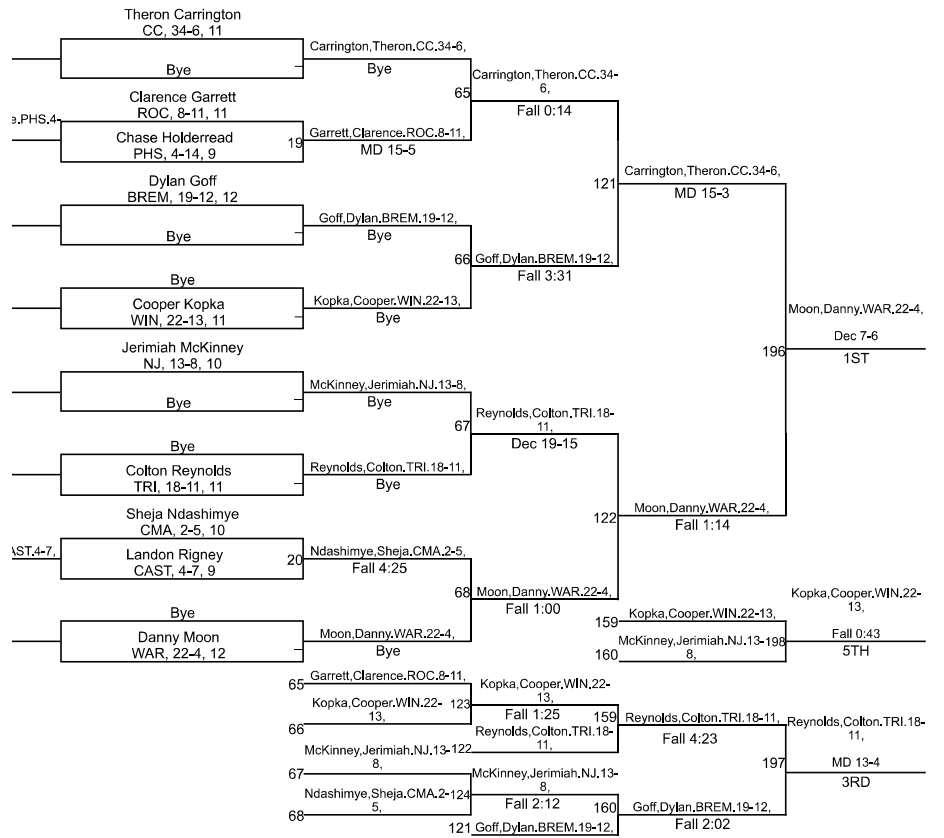 Theron Carrington
CC, 34-6, 11
Bye
Clarence Garrett
ROC, 8-11, 11
e.PHS.4-
Chase Holderread
PHS, 4-14, 9
19
Dylan Goff
BREM, 19-12, 12
Bye
Bye
Cooper Kopka
WIN, 22-13, 11
Jerimiah McKinney
NJ, 13-8, 10
Bye
Bye
Colton Reynolds
TRI, 18-11, 11
Sheja Ndashimye
CMA, 2-5, 10
AST.4-7,
Landon Rigney
CAST, 4-7, 9
20
Bye
Danny Moon
WAR, 22-4, 12
Carrington,Theron.CC.34-6,
Bye
65
Garrett,Clarence.ROC.8-11,
MD 15-5
Goff,Dylan.BREM.19-12,
Bye
66
Kopka,Cooper.WIN.22-13,
Bye
McKinney,Jerimiah.NJ.13-8,
Bye
67
Reynolds,Colton.TRI.18-11,
Bye
Ndashimye,Sheja.CMA.2-5,
Fall 4:25
68
Moon,Danny.WAR.22-4,
Bye
Carrington,Theron.CC.34-
6,
Fall 0:14
121
Goff,Dylan.BREM.19-12,
Fall 3:31
Reynolds,Colton.TRI.18-
11,
Dec 19-15
122
Moon,Danny.WAR.22-4,
Fall 1:00
Carrington,Theron.CC.34-6,
MD 15-3
196
Moon,Danny.WAR.22-4,
Fall 1:14
Moon,Danny.WAR.22-4,
Dec 7-6
1ST
159
Kopka,Cooper.WIN.22-13,
160
McKinney,Jerimiah.NJ.13-
8,
198
Kopka,Cooper.WIN.22-
13,
Fall 0:43
5TH
65
Garrett,Clarence.ROC.8-11,
66
Kopka,Cooper.WIN.22-
13,
123
Kopka,Cooper.WIN.22-
13,
Fall 1:25
122
Reynolds,Colton.TRI.18-
11,
159
Reynolds,Colton.TRI.18-11,
Fall 4:23
67
McKinney,Jerimiah.NJ.13-
8,
68
Ndashimye,Sheja.CMA.2-
5,
124
McKinney,Jerimiah.NJ.13-
8,
Fall 2:12
121
Goff,Dylan.BREM.19-12,
160
Goff,Dylan.BREM.19-12,
Fall 2:02
197
Reynolds,Colton.TRI.18-
11,
MD 13-4
3RD